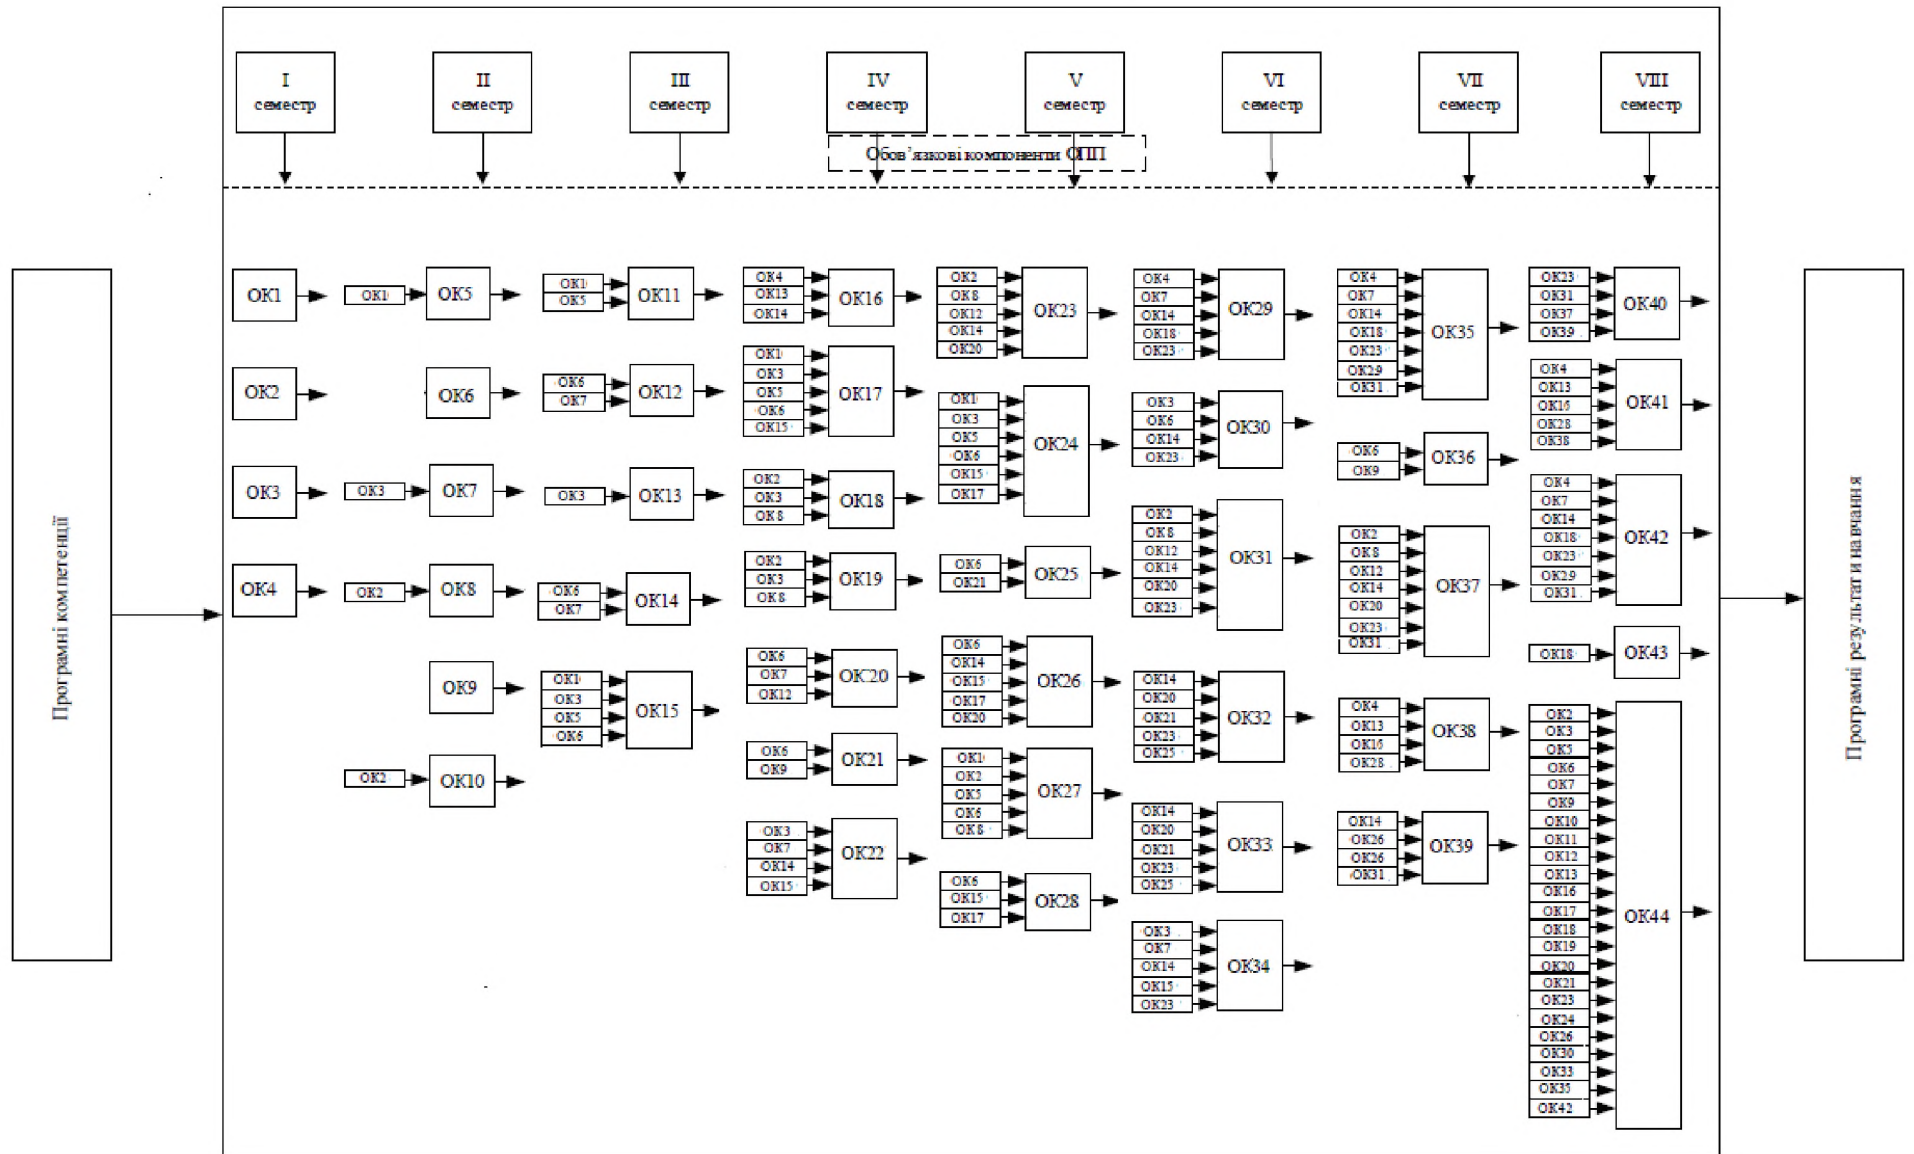 I
семестр
II
семестр
III
семестр
IV
семестр
V
семестр
VI
семестр
VII
семестр
VIII
семестр
Обов’язкові компоненти ОПП
Програмні компетенції
ОК1
ОК2
ОК3
ОК4
ОК1
ОК5
ОК6
ОК3
ОК7
ОК2
ОК8
ОК9
ОК2
ОК10
ОК1
ОК5
ОК11
ОК6
ОК7
ОК12
ОК3
ОК13
ОК6
ОК7
ОК14
ОК1
ОК3
ОК5
ОК6
ОК15
ОК4
ОК13
ОК14
ОК16
ОК1
ОК3
ОК5
ОК6
ОК15
ОК17
ОК2
ОК3
ОК8
ОК18
ОК2
ОК3
ОК8
ОК19
ОК6
ОК7
ОК12
ОК20
ОК6
ОК9
ОК21
ОК3
ОК7
ОК14
ОК15
ОК22
ОК2
ОК8
ОК12
ОК14
ОК20
ОК23
ОК1
ОК3
ОК5
ОК6
ОК15
ОК17
ОК24
ОК6
ОК21
ОК25
ОК6
ОК14
ОК15
ОК17
ОК20
ОК26
ОК1
ОК2
ОК5
ОК6
ОК8
ОК27
ОК6
ОК15
ОК17
ОК28
ОК4
ОК7
ОК14
ОК18
ОК23
ОК29
ОК3
ОК6
ОК14
ОК23
ОК30
ОК2
ОК8
ОК12
ОК14
ОК20
ОК23
ОК31
ОК14
ОК20
ОК21
ОК23
ОК25
ОК32
ОК14
ОК20
ОК21
ОК23
ОК25
ОК33
ОК3
ОК7
ОК14
ОК15
ОК23
ОК34
ОК4
ОК7
ОК14
ОК18
ОК23
ОК29
ОК31
ОК35
ОК6
ОК9
ОК36
ОК2
ОК8
ОК12
ОК14
ОК20
ОК23
ОК31
ОК37
ОК4
ОК13
ОК16
ОК28
ОК38
ОК14
ОК26
ОК26
ОК31
ОК39
ОК23
ОК31
ОК37
ОК39
ОК40
ОК4
ОК13
ОК16
ОК28
ОК38
ОК41
ОК4
ОК7
ОК14
ОК18
ОК23
ОК29
ОК31
ОК42
ОК18
ОК43
ОК2
ОК3
ОК5
ОК6
ОК7
ОК9
ОК10
ОК11
ОК12
ОК13
ОК16
ОК17
ОК18
ОК19
ОК20
ОК21
ОК23
ОК24
ОК26
ОК30
ОК33
ОК35
ОК42
ОК44
Програмні результати навчання